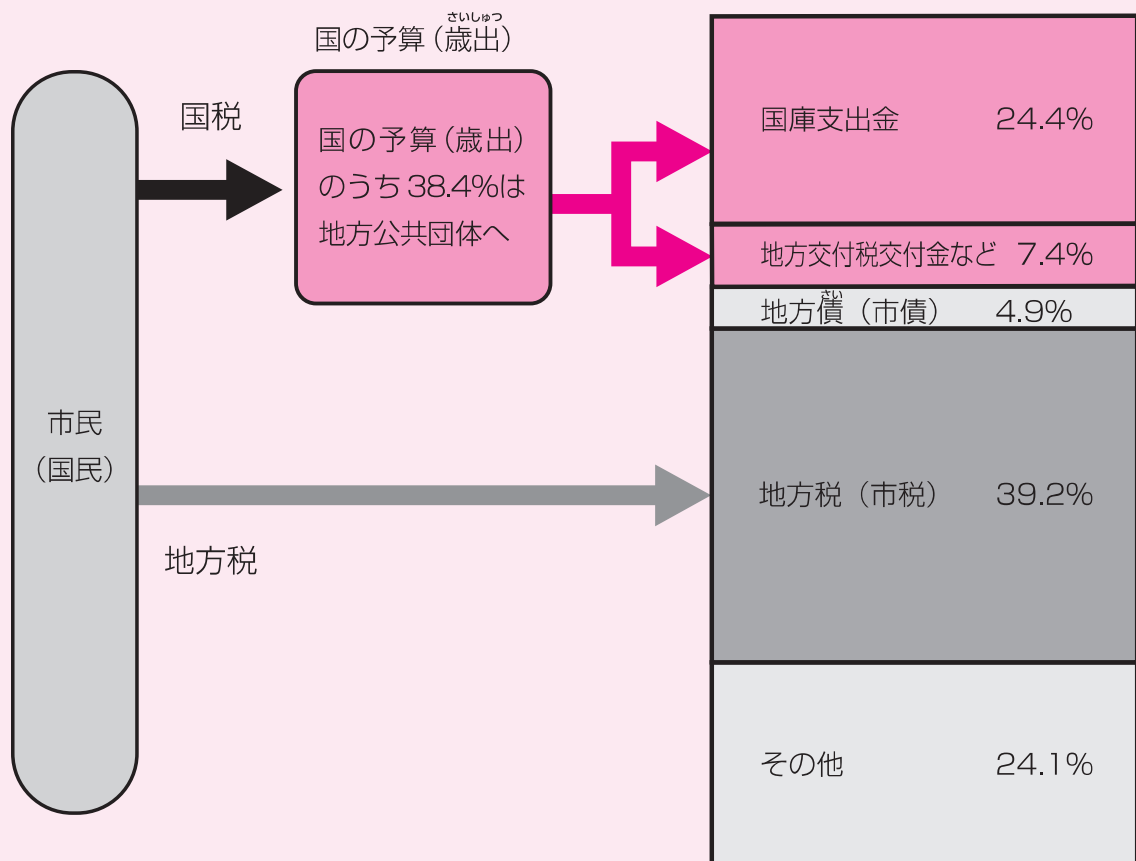 さいしゅつ
国の予算（歳出）
国税
国の予算（歳出）
のうち38.4%は
地方公共団体へ
国庫支出金 24.4%
地方交付税交付金など 7.4%
さい
地方債（市債） 4.9%
市民
（国民）
地方税（市税） 39.2%
地方税
その他 24.1%